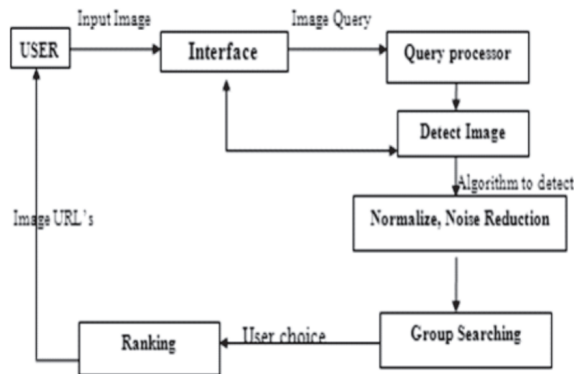 Input Image
Image Query
USER
Interface
Query processor
Detect Image
Algorithm to detect
Normalize, Noise Reduction
Image URL's
Group Searching
User choice
Ranking